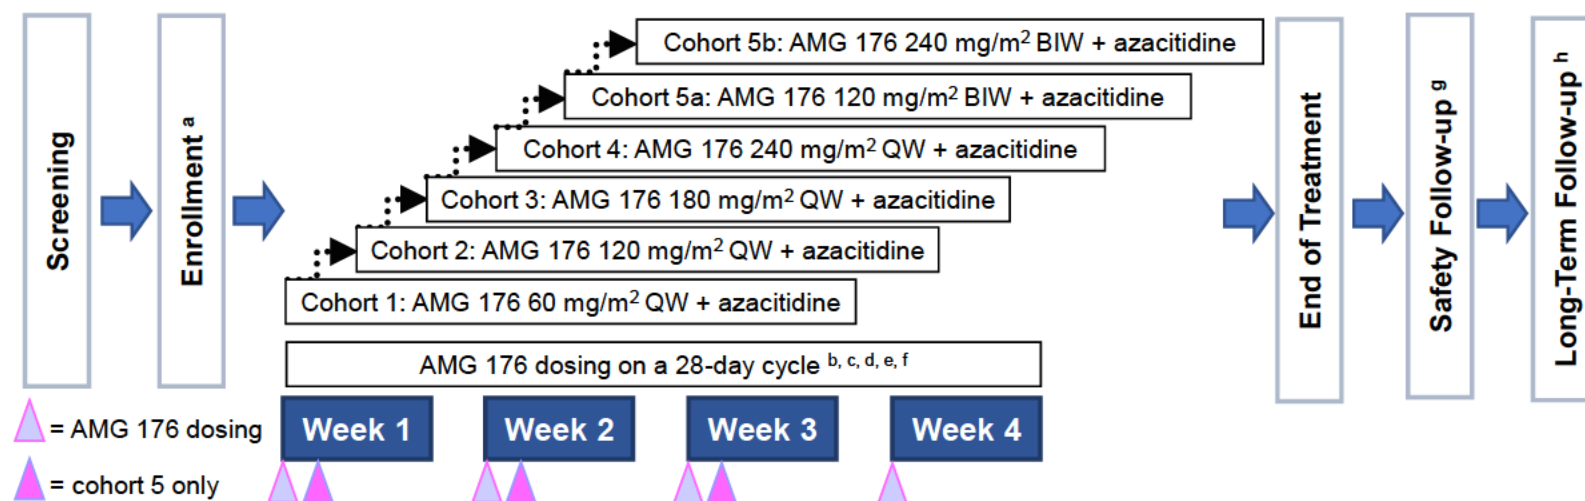 Screening
Enrollment a
Cohort 5b: AMG 176 240 mg/m2 BIW + azacitidine
Cohort 5a: AMG 176 120 mg/m2 BIW + azacitidine
Cohort 4: AMG 176 240 mg/m2 QW + azacitidine
Cohort 3: AMG 176 180 mg/m2 QW + azacitidine
Cohort 2: AMG 176 120 mg/m2 QW + azacitidine
Cohort 1: AMG 176 60 mg/m2 QW + azacitidine
AMG 176 dosing on a 28-day cycle b, c, d, e, f
Week 1
Week 2
Week 3
Week 4
= AMG 176 dosing
= cohort 5 only
End of Treatment
Safety Follow-up g
Long-Term Follow-up h